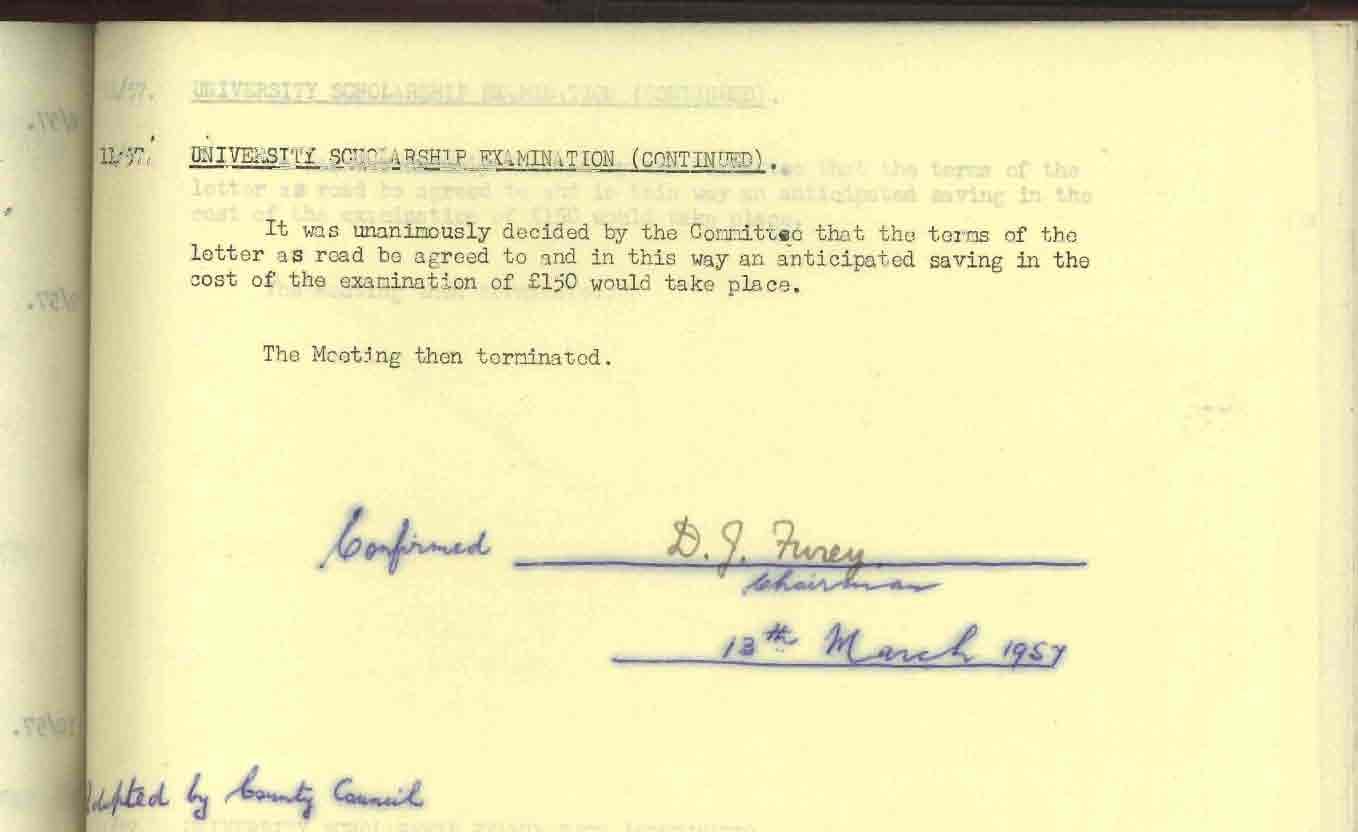 11/57. UNIVERSITY SCHOLARSHIP EXAMINATION (CONTINUED).
It was unanimously decided by the Committee that the terms of the
letter as read be agreed to and in this way an anticipated saving in the
cost of the examination of £150 would take place.
The Meeting then terminated.
Confirmed D. J. Furey
Chairman
13th March 1957
Adopted by County Council